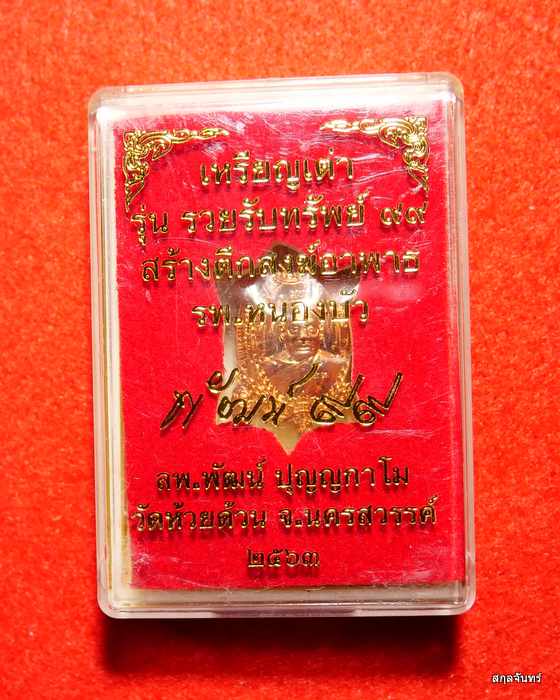 เหรียญเต่า
รุ่น รวยรับทรัพย์ ๙๙
สร้างตึกสงฆ์อาพาธ
รพ.หนองบัว
พัฒน์ ๙๙
ลพ.พัฒน์ ปุญญกาโม
วัดห้วยด้วน จ.นครสวรรค์
๒๕๖๓
สกุลจันทร์